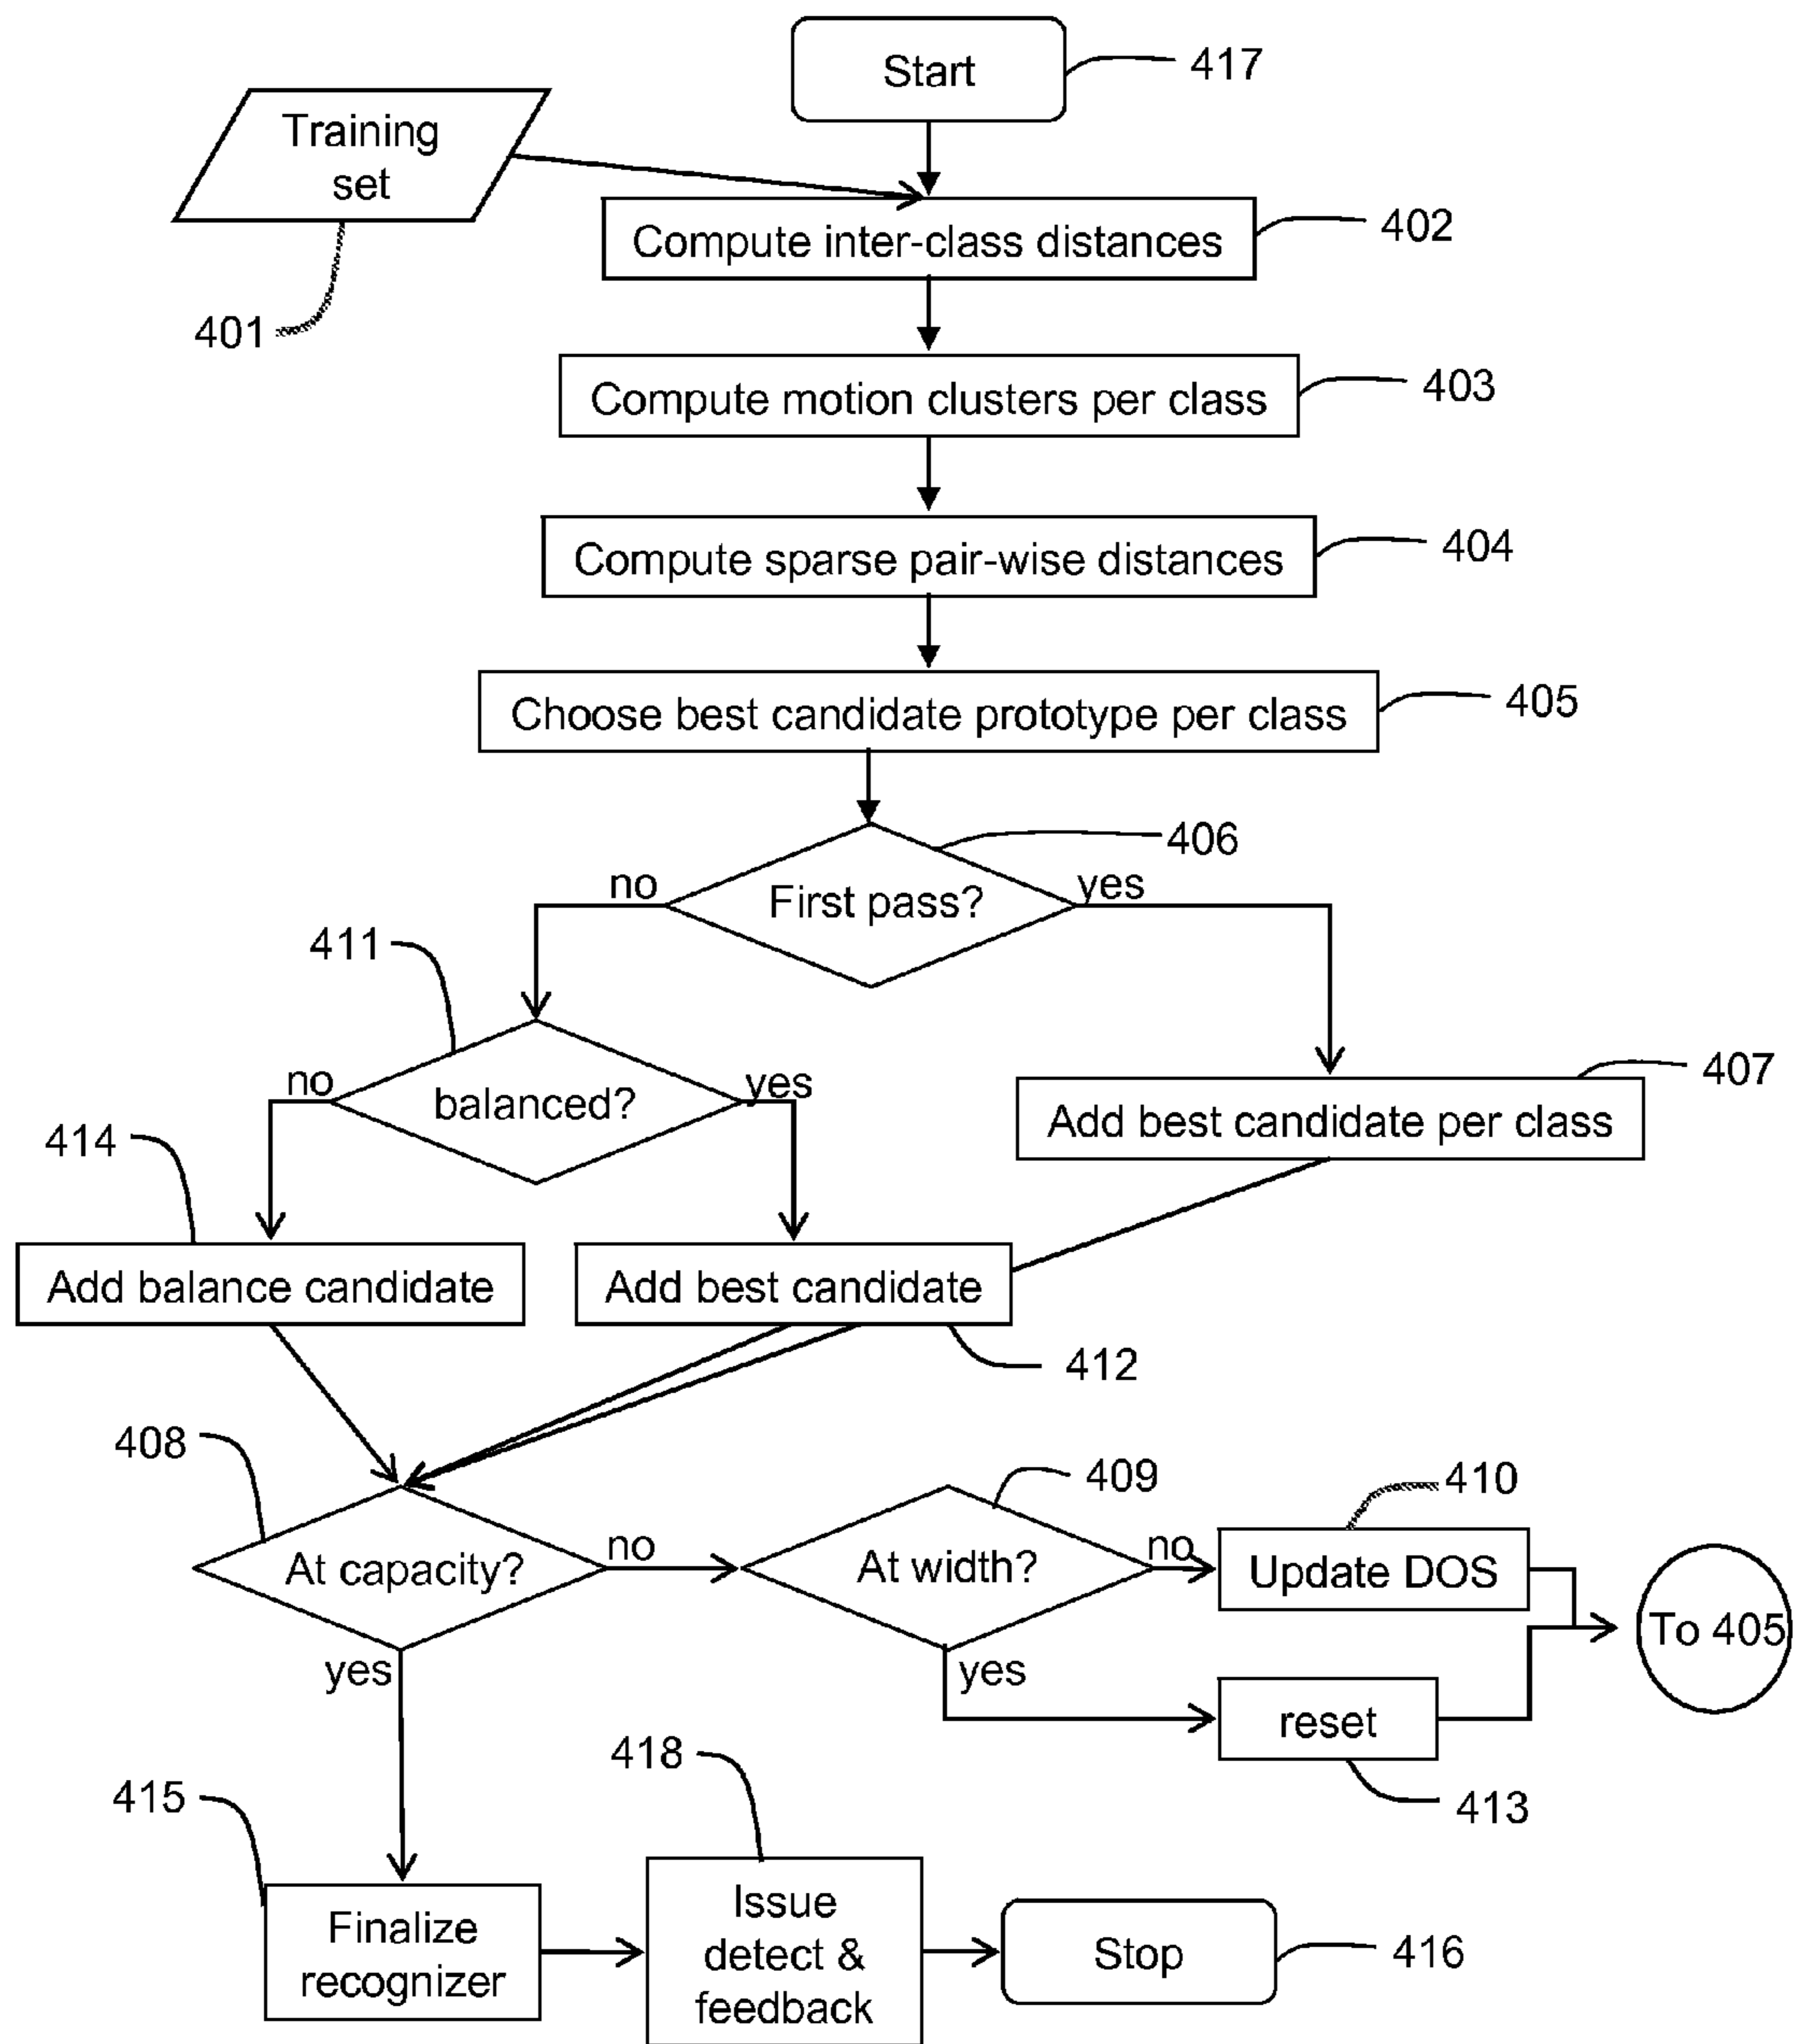 Start
417
Training
set
401
Compute inter-class distances
402
Compute motion clusters per class
403
Compute sparse pair-wise distances
404
Choose best candidate prototype per class
405
406
First pass?
no
yes
411
balanced?
no
yes
407
Add best candidate per class
414
Add balance candidate
Add best candidate
412
408
At capacity?
no
yes
409
At width?
no
yes
410
Update DOS
To 405
reset
413
415
Finalize
recognizer
418
Issue
detect &
feedback
Stop
416